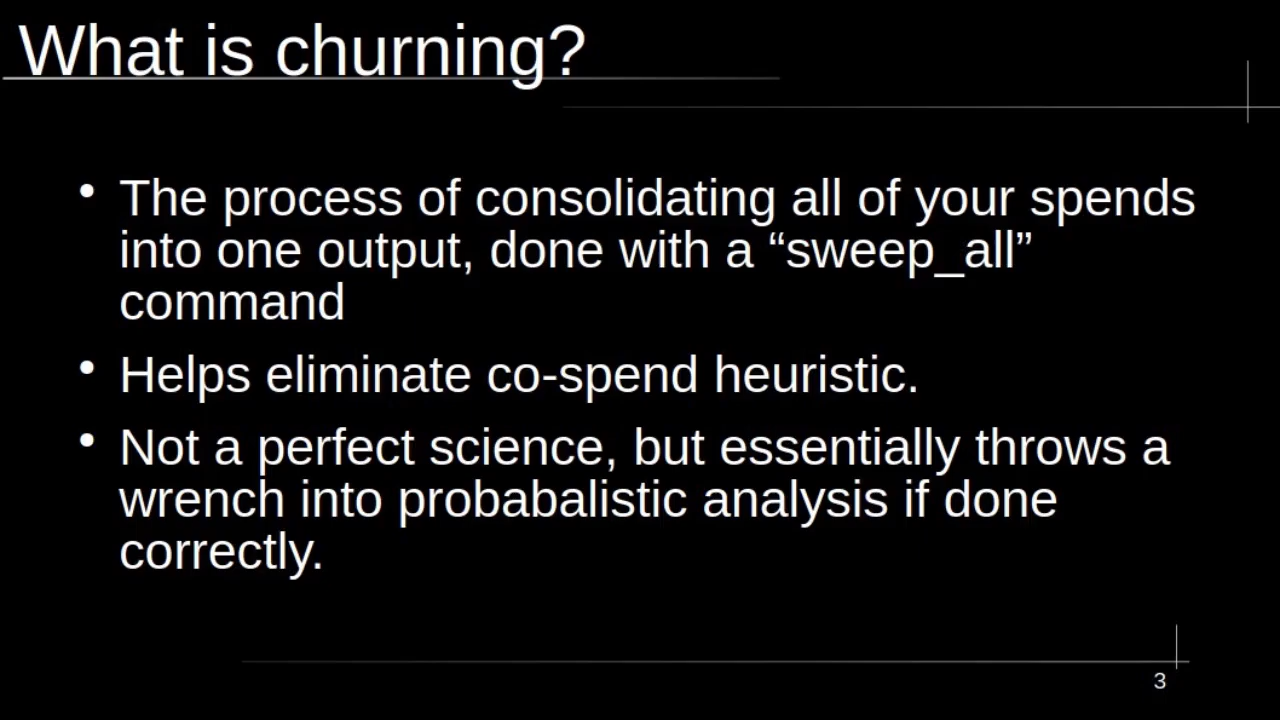 What is churning?
• The process of consolidating all of your spends
into one output, done with a “sweep_all”
command
• Helps eliminate co-spend heuristic.
• Not a perfect science, but essentially throws a
wrench into probabalistic analysis if done
correctly.
3